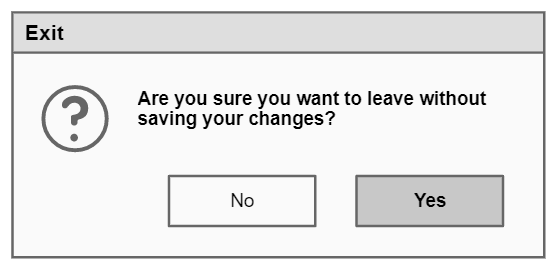 Exit
?
Are you sure you want to leave without
saving your changes?
No
Yes